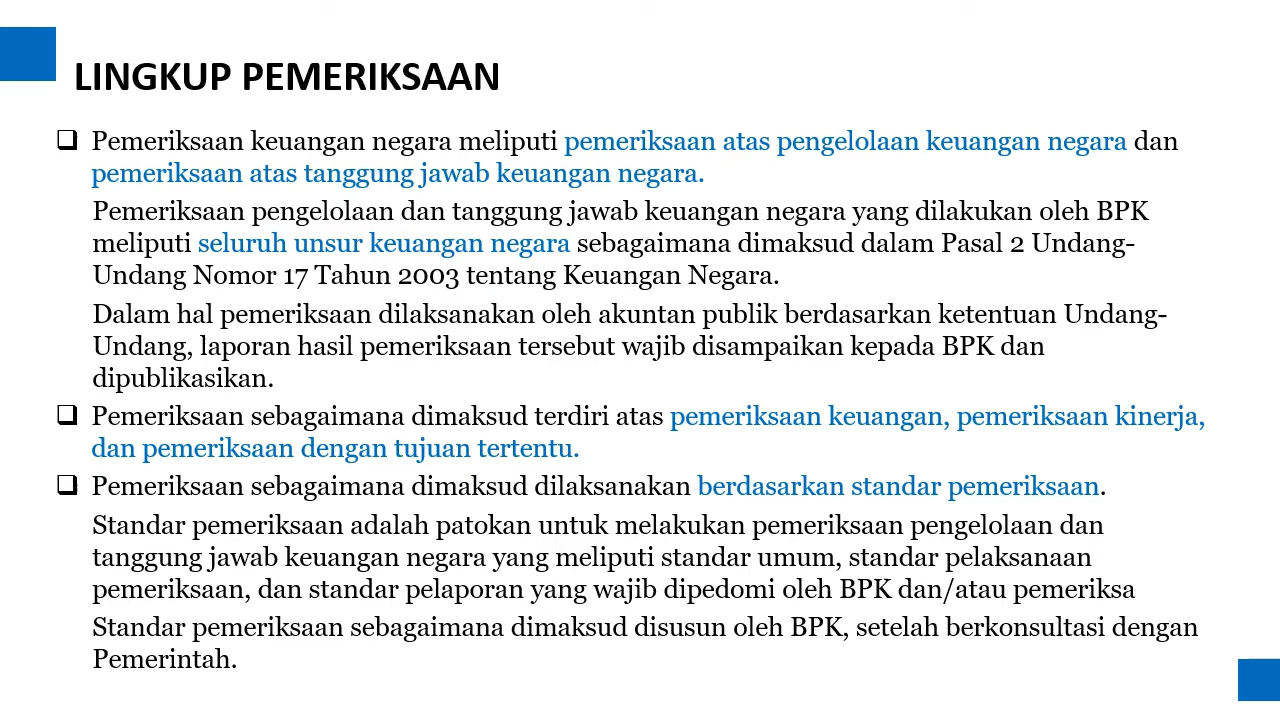 LINGKUP PEMERIKSAAN
Pemeriksaan keuangan negara meliputi pemeriksaan atas pengelolaan keuangan negara dan
pemeriksaan atas tanggung jawab keuangan negara.
Pemeriksaan pengelolaan dan tanggung jawab keuangan negara yang dilakukan oleh BPK
meliputi seluruh unsur keuangan negara sebagaimana dimaksud dalam Pasal 2 Undang-
Undang Nomor 17 Tahun 2003 tentang Keuangan Negara.
Dalam hal pemeriksaan dilaksanakan oleh akuntan publik berdasarkan ketentuan Undang-
Undang, laporan hasil pemeriksaan tersebut wajib disampaikan kepada BPK dan
dipublikasikan.
Pemeriksaan sebagaimana dimaksud terdiri atas pemeriksaan keuangan, pemeriksaan kinerja,
dan pemeriksaan dengan tujuan tertentu.
Pemeriksaan sebagaimana dimaksud dilaksanakan berdasarkan standar pemeriksaan.
Standar pemeriksaan adalah patokan untuk melakukan pemeriksaan pengelolaan dan
tanggung jawab keuangan negara yang meliputi standar umum, standar pelaksanaan
pemeriksaan, dan standar pelaporan yang wajib dipedomi oleh BPK dan/atau pemeriksa
Standar pemeriksaan sebagaimana dimaksud disusun oleh BPK, setelah berkonsultasi dengan
Pemerintah.